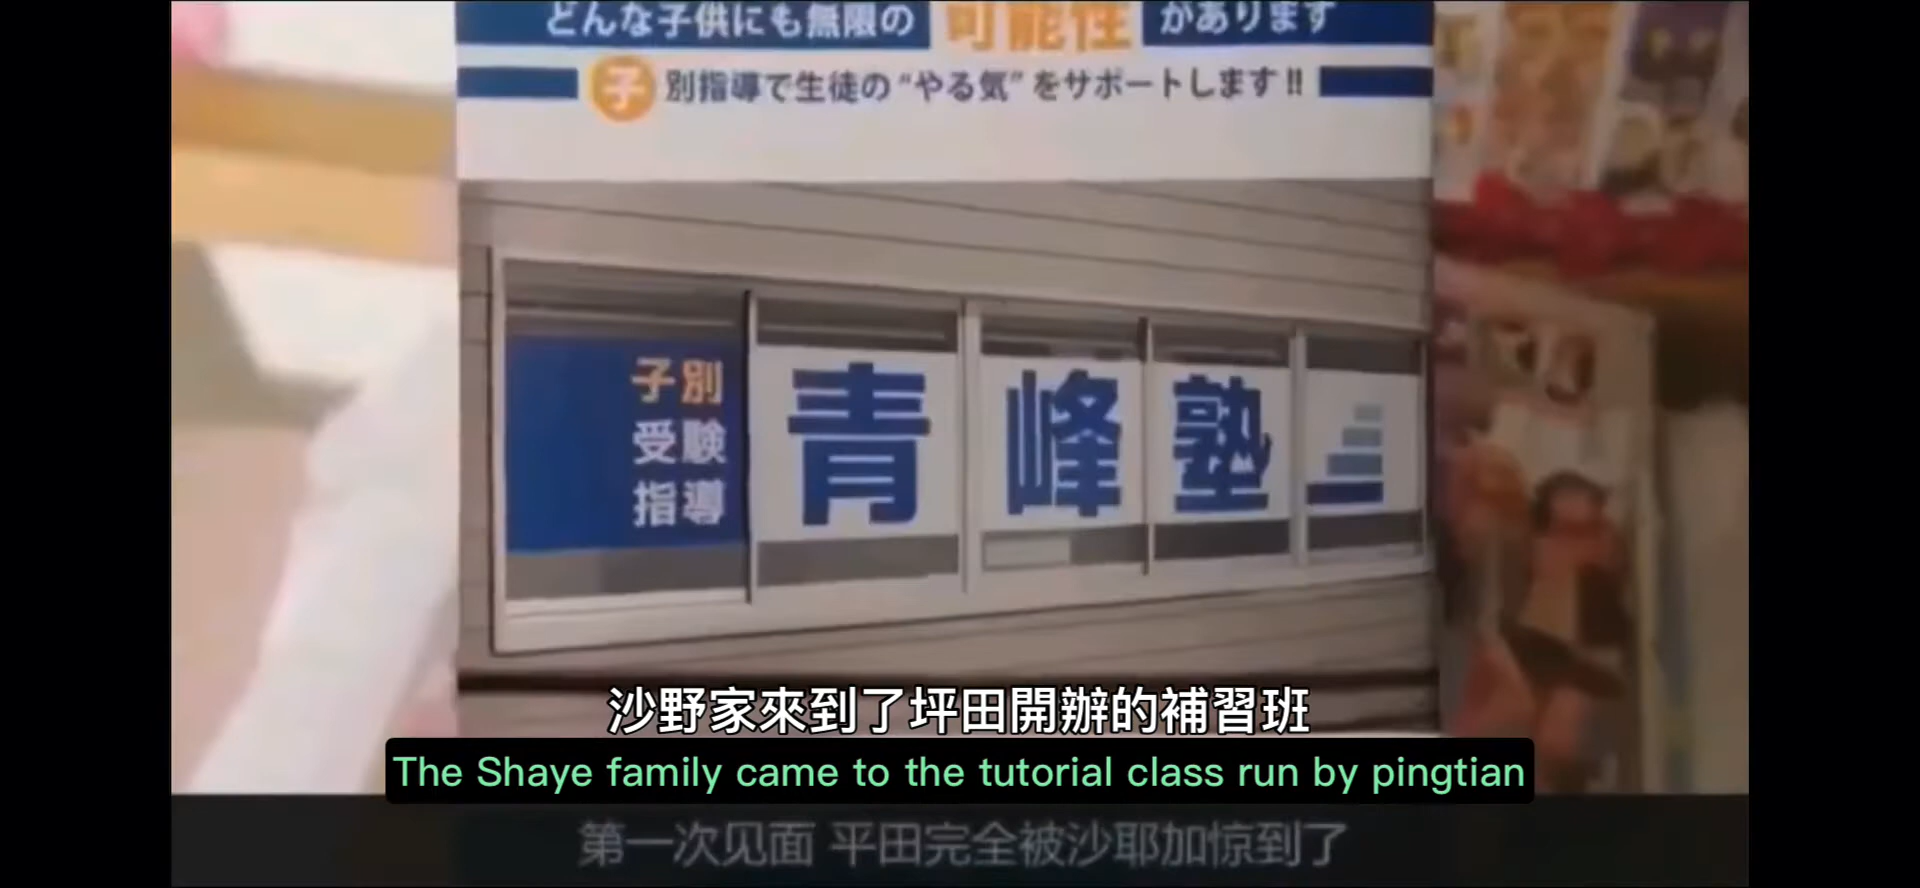 どんな子供にも無限の可能性があります
子別指導で生徒の“やる気”をサポートします!!
子別
受験
指導
青峰塾
沙野家來到了坪田開辦的補習班
The Shaye family came to the tutorial class run by pingtian
第一次见面 平田完全被沙耶加惊到了